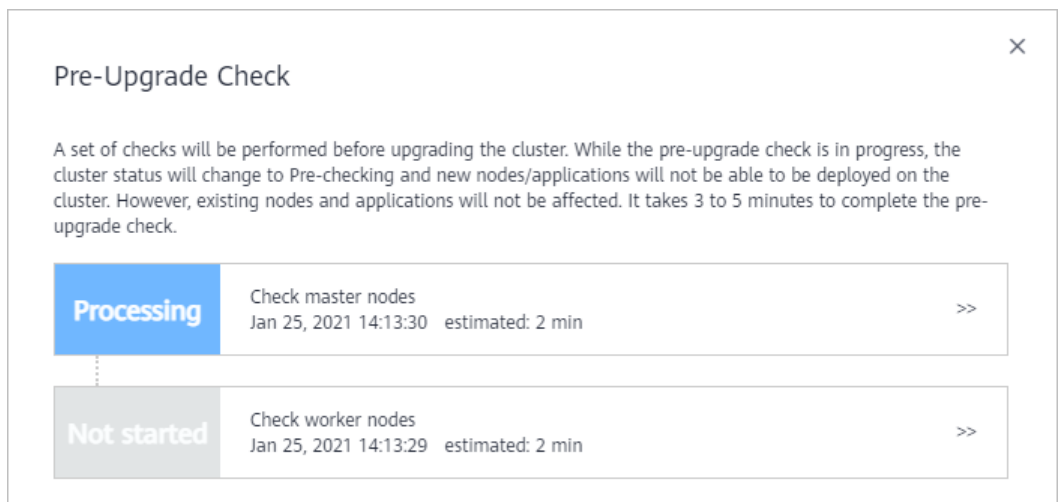 Pre-Upgrade Check
A set of checks will be performed before upgrading the cluster. While the pre-upgrade check is in progress, the
cluster status will change to Pre-checking and new nodes/applications will not be able to be deployed on the
cluster. However, existing nodes and applications will not be affected. It takes 3 to 5 minutes to complete the pre-
upgrade check.
Processing
Check master nodes
Jan 25, 2021 14:13:30 estimated: 2 min
>>
Not started
Check worker nodes
Jan 25, 2021 14:13:29 estimated: 2 min
>>